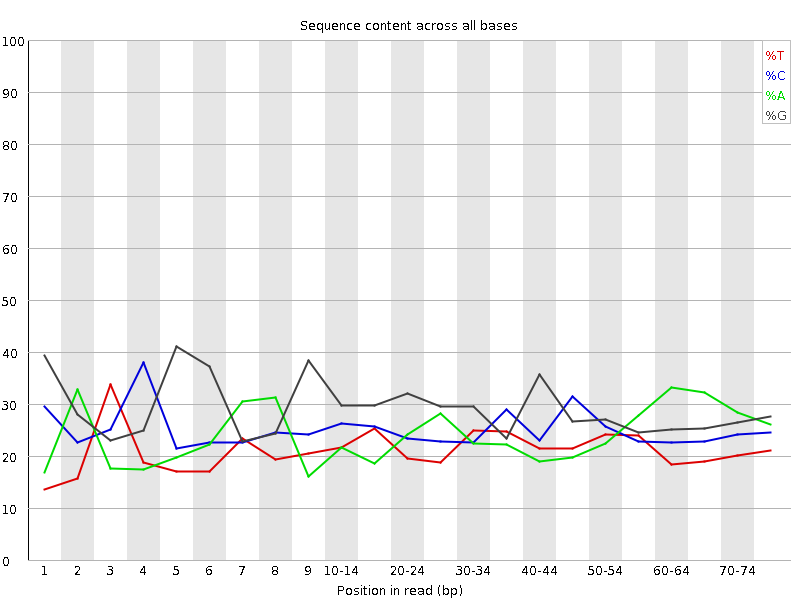 Sequence content across all bases
100
90
80
70
60
50
40
30
20
10
0
%T
%C
%A
%G
1 2 3 4 5 6 7 8 9 10-14 20-24 30-34 40-44 50-54 60-64 70-74
Position in read (bp)